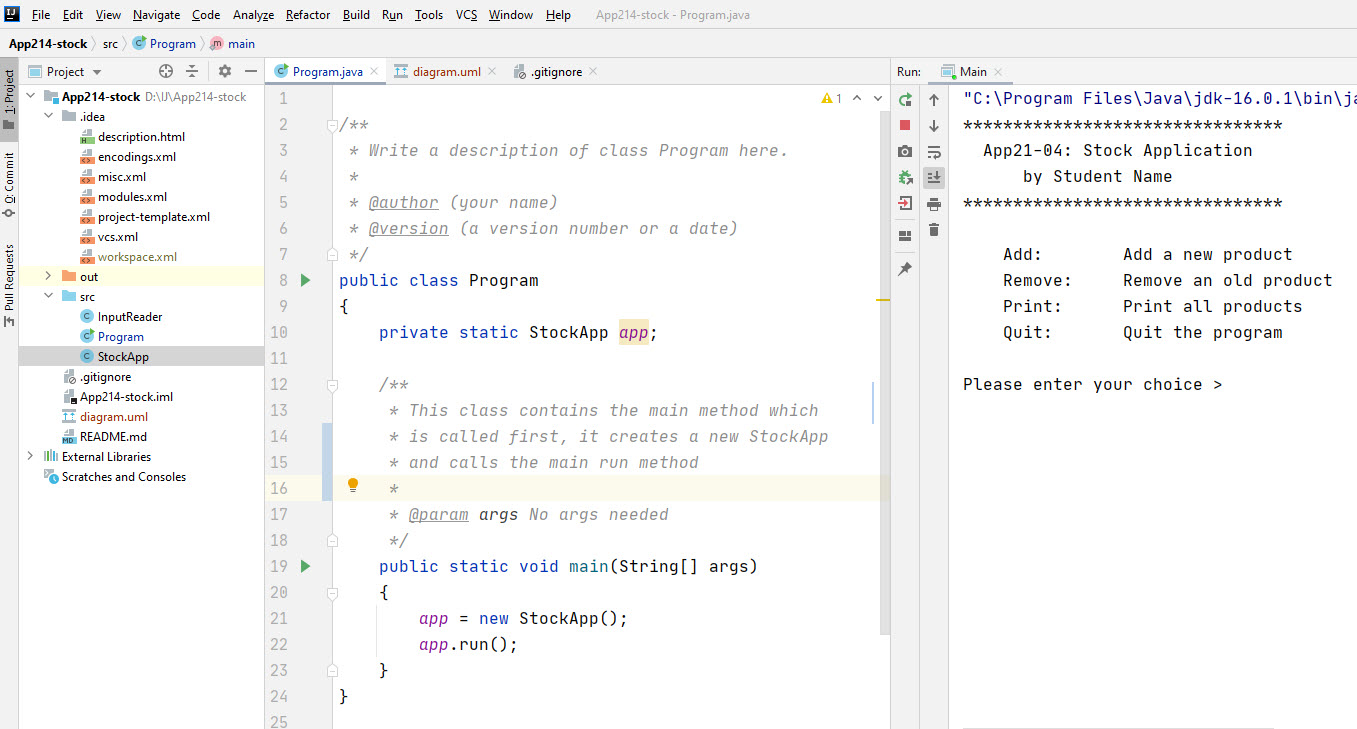 IJ File Edit View Navigate Code Analyze Refactor Build Run Tools VCS Window Help App214-stock - Program.java
App214-stock src C Program m main
1: Project
0: Commit
Pull Requests
Project
App214-stock D:\IJ\App214-stock
.idea
description.html
encodings.xml
misc.xml
modules.xml
project-template.xml
vcs.xml
workspace.xml
out
src
C InputReader
C Program
C StockApp
.gitignore
App214-stock.iml
diagram.uml
README.md
External Libraries
Scratches and Consoles
Program.java diagram.uml .gitignore
1
1
2 /**
3 * Write a description of class Program here.
4 *
5 * @author (your name)
6 * @version (a version number or a date)
7 */
8 public class Program
9 {
10 private static StockApp app;
11
12 /**
13 * This class contains the main method which
14 * is called first, it creates a new StockApp
15 * and calls the main run method
16 *
17 * @param args No args needed
18 */
19 public static void main(String[] args)
20 {
21 app = new StockApp();
22 app.run();
23 }
24 }
25
Run: Main
"C:\Program Files\Java\jdk-16.0.1\bin\ja
********************************
App21-04: Stock Application
by Student Name
********************************
Add: Add a new product
Remove: Remove an old product
Print: Print all products
Quit: Quit the program
Please enter your choice >